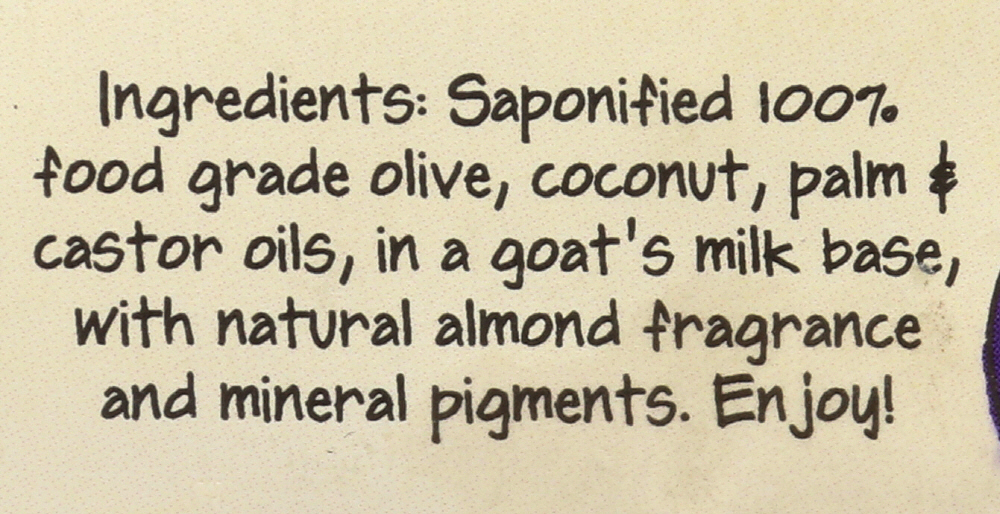 Ingredients: Saponified 100%
food grade olive, coconut, palm &
castor oils, in a goat's milk base,
with natural almond fragrance
and mineral pigments. Enjoy!